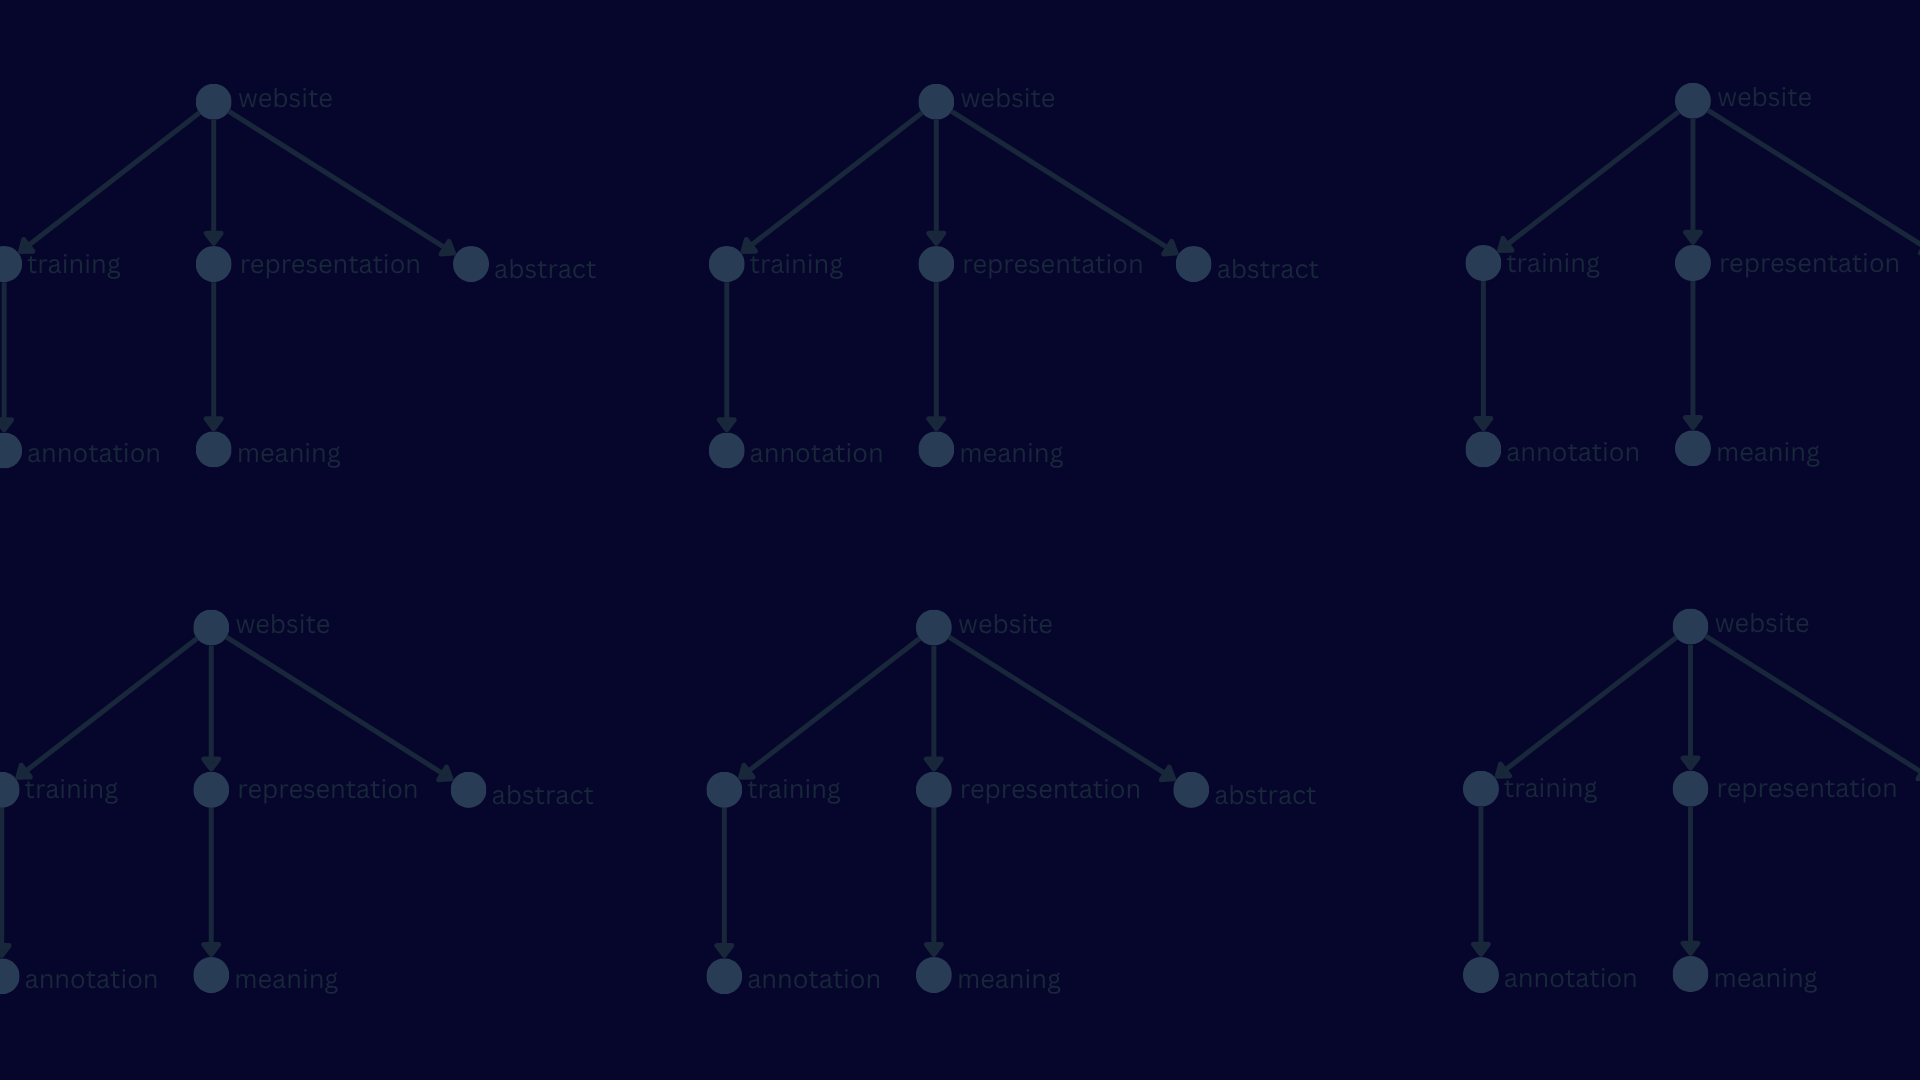 website
website
website
training
representation
abstract
training
representation
abstract
training
representation
annotation
meaning
annotation
meaning
annotation
meaning
website
website
website
training
representation
abstract
training
representation
abstract
training
representation
annotation
meaning
annotation
meaning
annotation
meaning